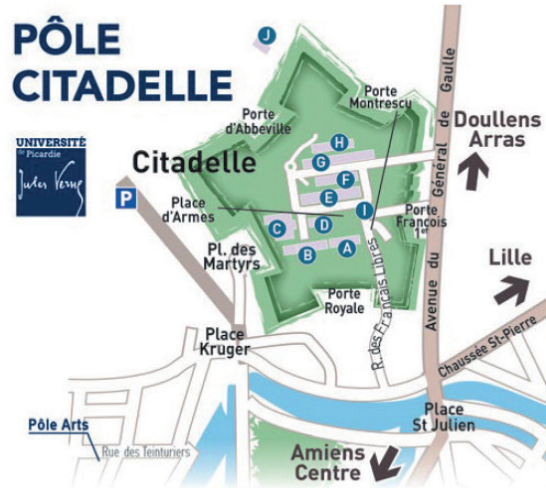 PÔLE
CITADELLE
UNIVERSITÉ
de Picardie
Jules Verne
J
Porte
Montrescu
Avenue du Général de Gaulle
Doullens
Arras
Porte
d'Abbeville
Citadelle
H
G
F
E
I
P
Place
d'Armes
C
D
A
B
Porte
François
1er
Pl. des
Martyrs
Lille
Porte
Royale
R. des Français Libres
Place
Kruger
Chaussée St-Pierre
Place
St Julien
Pôle Arts
Rue des Teinturiers
Amiens
Centre